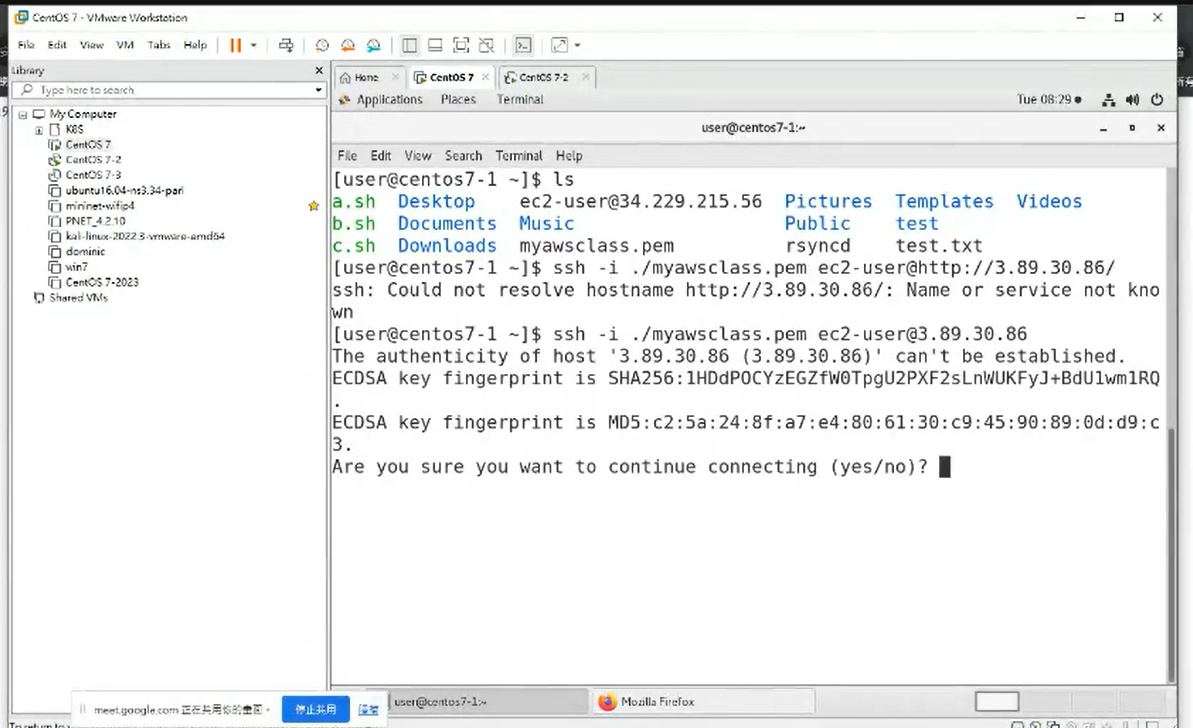 CentOS 7 - VMware Workstation
File Edit View VM Tabs Help
Library
Type here to search
My Computer
K8S
CentOS 7
CentOS 7-2
CentOS 7-3
ubuntu16.04-ns3.34-parl
mininet-wifip4
PNET_4.2.10
kali-linux-2022.3-vmware-amd64
dominic
win7
CentOS 7-2023
Shared VMs
Home CentOS 7 CentOS 7-2
Applications Places Terminal Tue 08:29
user@centos7-1:~
File Edit View Search Terminal Help
[user@centos7-1 ~]$ ls
a.sh Desktop ec2-user@34.229.215.56 Pictures Templates Videos
b.sh Documents Music Public test
c.sh Downloads myawsclass.pem rsyncd test.txt
[user@centos7-1 ~]$ ssh -i ./myawsclass.pem ec2-user@http://3.89.30.86/
ssh: Could not resolve hostname http://3.89.30.86/: Name or service not kno
wn
[user@centos7-1 ~]$ ssh -i ./myawsclass.pem ec2-user@3.89.30.86
The authenticity of host '3.89.30.86 (3.89.30.86)' can't be established.
ECDSA key fingerprint is SHA256:1HDdPOCYzEGZfW0TpgU2PXF2sLnWUKFyJ+BdU1wm1RQ
.
ECDSA key fingerprint is MD5:c2:5a:24:8f:a7:e4:80:61:30:c9:45:90:89:0d:d9:c
3.
Are you sure you want to continue connecting (yes/no)?
meet.google.com 正在共用你的畫面。 停止共用 隱藏
user@centos7-1:~ Mozilla Firefox